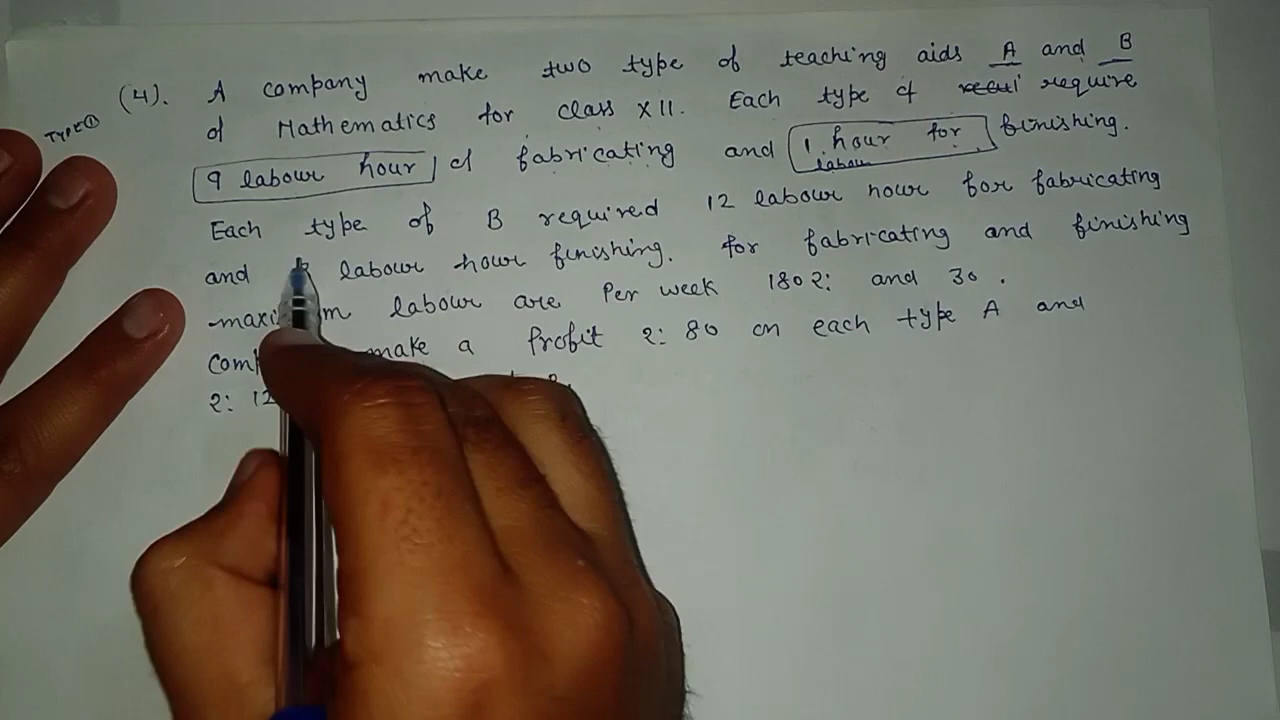 TYPE①
(4). A company make two type of teaching aids A and B
of Mathematics for class XII. Each type of require
9 labour hour of fabricating and 1 hour for finishing.
labour
Each type of B required 12 labour hour for fabricating
and labour hour finishing. for fabricating and finishing
labour are Per week 180 and 30.
make a Profit 80 on each type A and